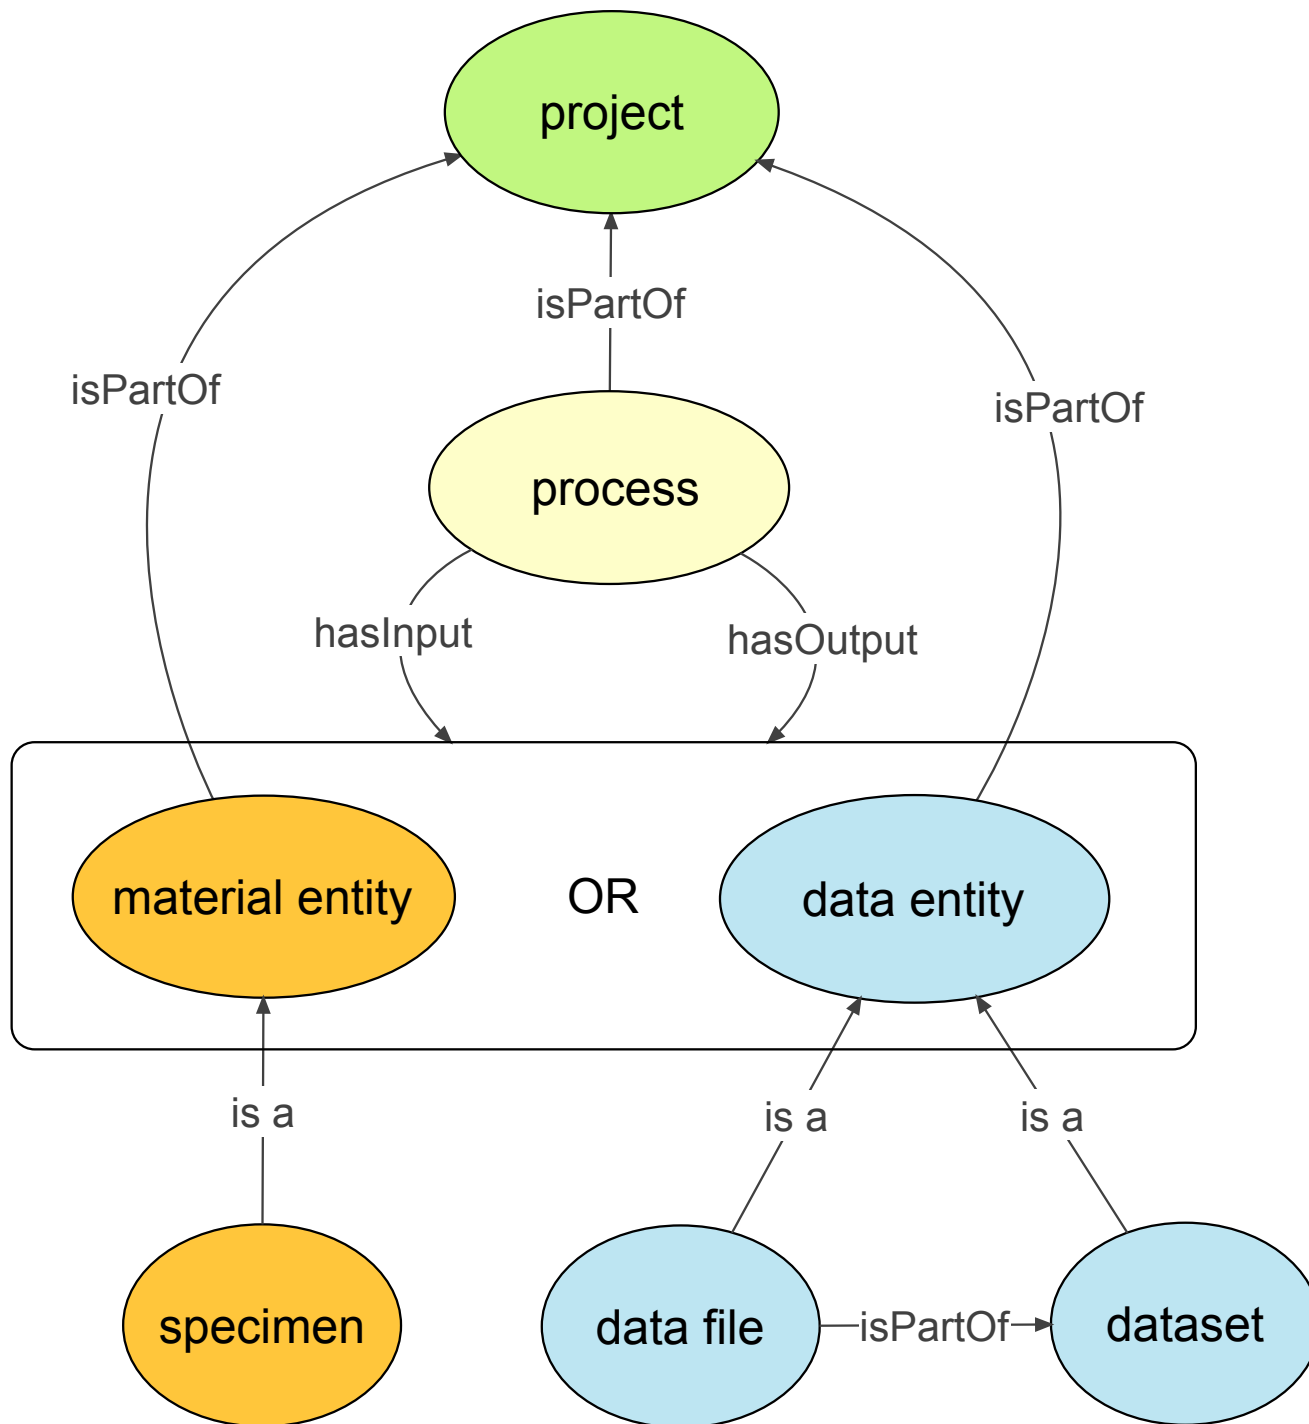 project
isPartOf
isPartOf
isPartOf
process
hasInput
hasOutput
material entity
OR
data entity
is a
is a
is a
specimen
data file
isPartOf
dataset